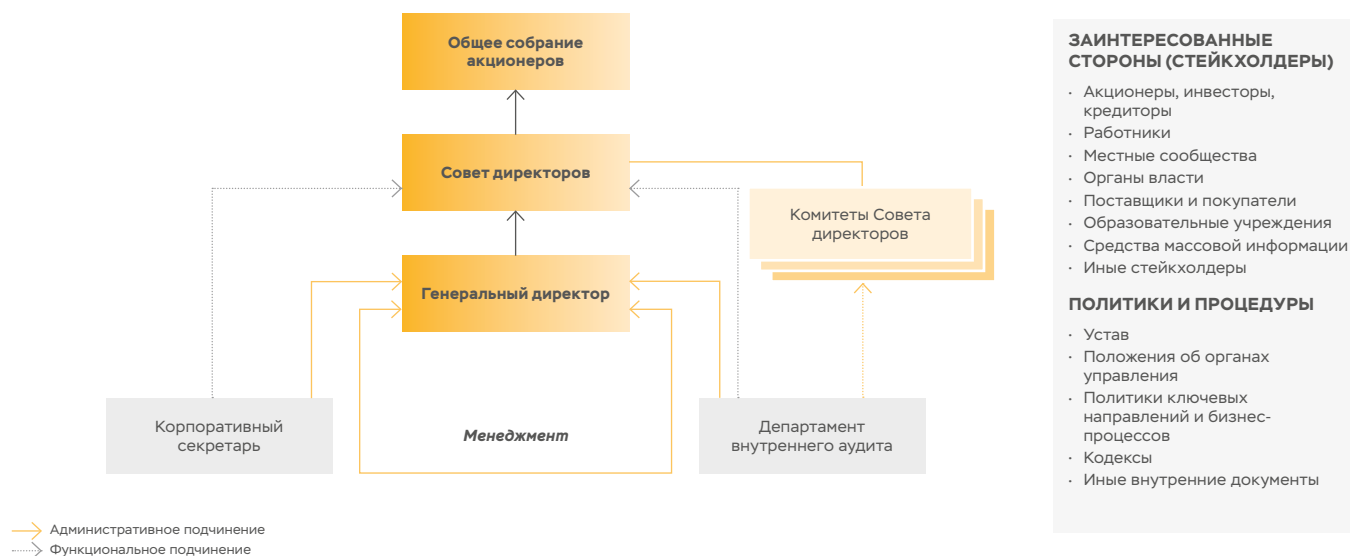 Общее собрание
акционеров
Совет директоров
Комитеты Совета
директоров
Генеральный директор
Корпоративный
секретарь
Менеджмент
Департамент
внутреннего аудита
Административное подчинение
Функциональное подчинение
ЗАИНТЕРЕСОВАННЫЕ
СТОРОНЫ (СТЕЙКХОЛДЕРЫ)
· Акционеры, инвесторы,
кредиторы
· Работники
· Местные сообщества
· Органы власти
· Поставщики и покупатели
· Образовательные учреждения
· Средства массовой информации
· Иные стейкхолдеры
ПОЛИТИКИ И ПРОЦЕДУРЫ
· Устав
· Положения об органах
управления
· Политики ключевых
направлений и бизнес-
процессов
· Кодексы
· Иные внутренние документы